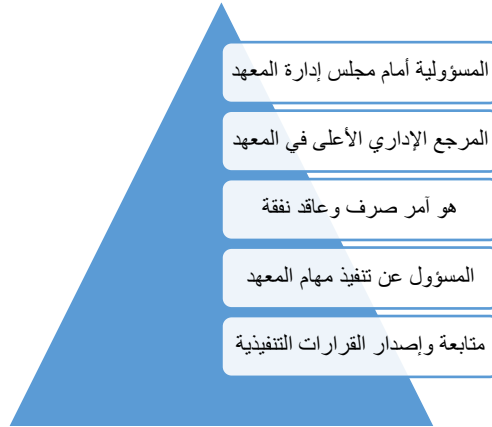 المسؤولية أمام مجلس إدارة المعهد
المرجع الإداري الأعلى في المعهد
هو آمر صرف وعاقد نفقة
المسؤول عن تنفيذ مهام المعهد
متابعة وإصدار القرارات التنفيذية